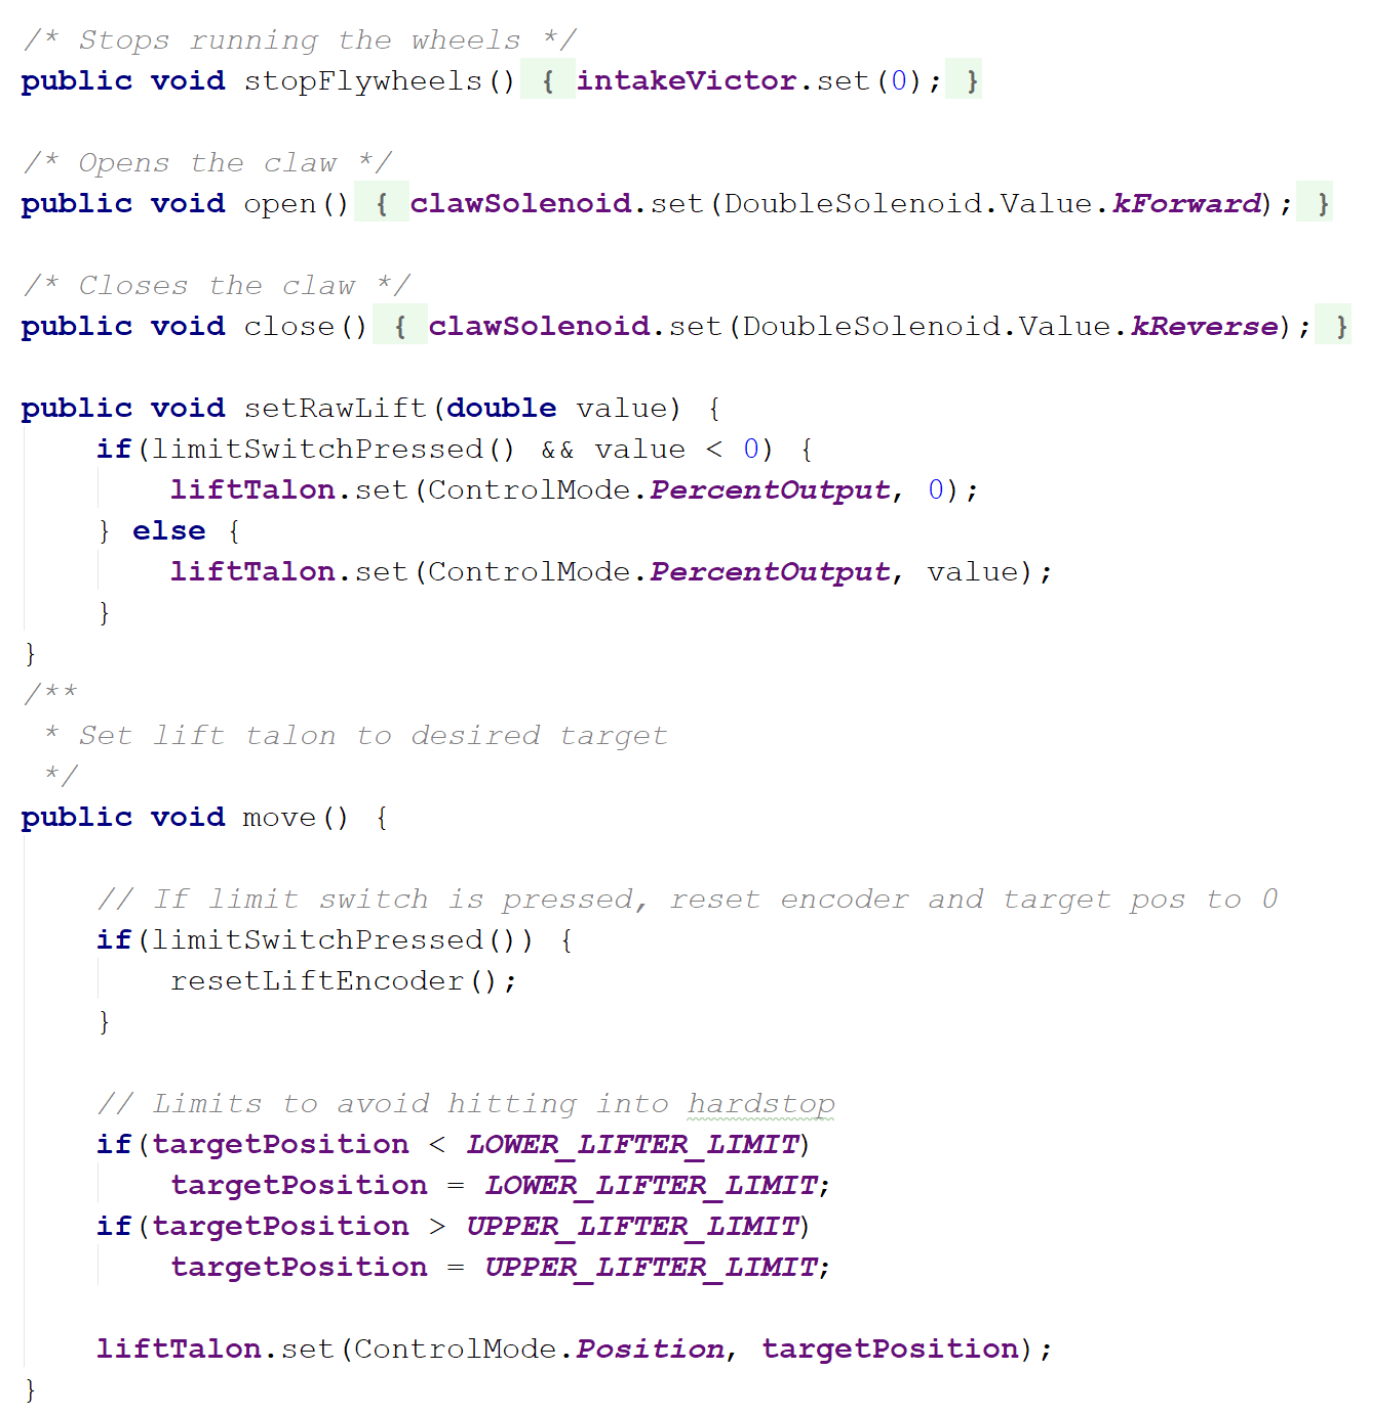 /* Stops running the wheels */
public void stopFlywheels() { intakeVictor.set(0); }
/* Opens the claw */
public void open() { clawSolenoid.set(DoubleSolenoid.Value.kForward); }
/* Closes the claw */
public void close() { clawSolenoid.set(DoubleSolenoid.Value.kReverse); }
public void setRawLift(double value) {
if(limitSwitchPressed() && value < 0) {
liftTalon.set(ControlMode.PercentOutput, 0);
} else {
liftTalon.set(ControlMode.PercentOutput, value);
}
}
/**
* Set lift talon to desired target
*/
public void move() {
// If limit switch is pressed, reset encoder and target pos to 0
if(limitSwitchPressed()) {
resetLiftEncoder();
}
// Limits to avoid hitting into hardstop
if(targetPosition < LOWER_LIFTER_LIMIT)
targetPosition = LOWER_LIFTER_LIMIT;
if(targetPosition > UPPER_LIFTER_LIMIT)
targetPosition = UPPER_LIFTER_LIMIT;
liftTalon.set(ControlMode.Position, targetPosition);
}